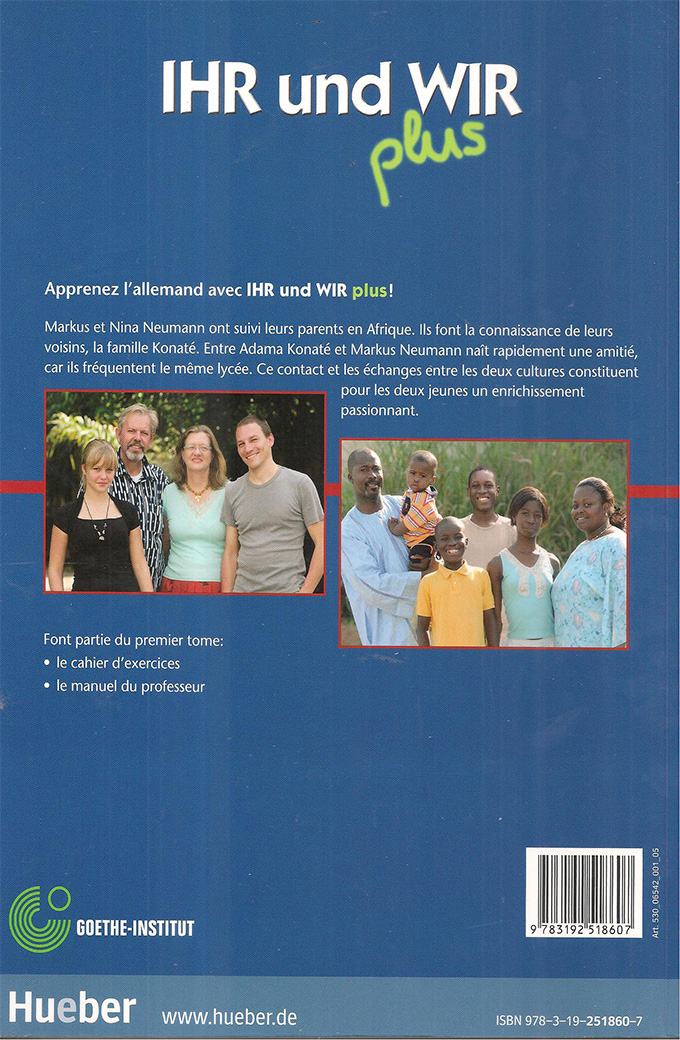 IHR und WIR
plus
Apprenez l'allemand avec IHR und WIR plus!
Markus et Nina Neumann ont suivi leurs parents en Afrique. Ils font la connaissance de leurs
voisins, la famille Konaté. Entre Adama Konaté et Markus Neumann naît rapidement une amitié,
car ils fréquentent le même lycée. Ce contact et les échanges entre les deux cultures constituent
pour les deux jeunes un enrichissement
passionnant.
Font partie du premier tome:
• le cahier d'exercices
• le manuel du professeur
9 783192 518607
Art. 530_06542_001_05
GOETHE-INSTITUT
Hueber
www.hueber.de
ISBN 978–3–19–251860–7